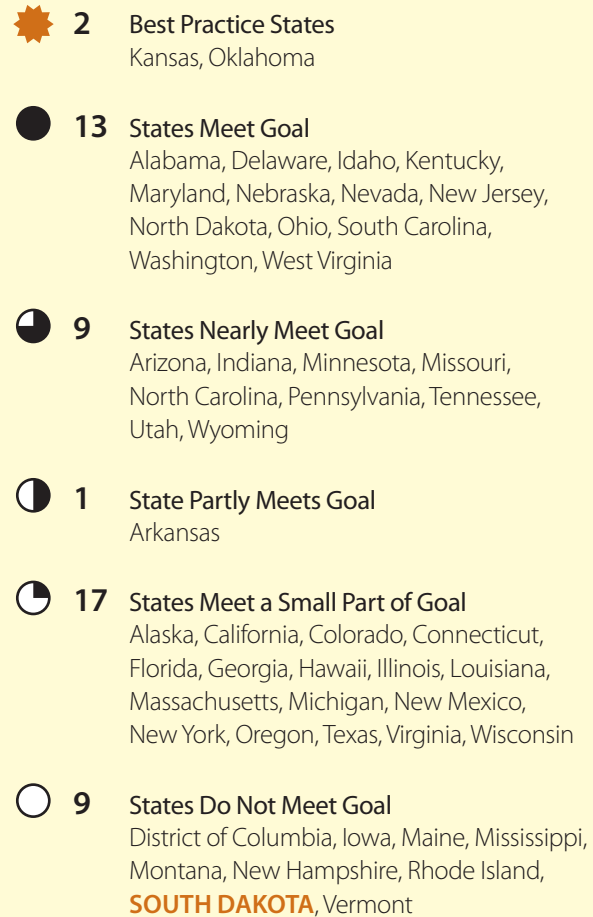 2 Best Practice States
Kansas, Oklahoma
13 States Meet Goal
Alabama, Delaware, Idaho, Kentucky,
Maryland, Nebraska, Nevada, New Jersey,
North Dakota, Ohio, South Carolina,
Washington, West Virginia
9 States Nearly Meet Goal
Arizona, Indiana, Minnesota, Missouri,
North Carolina, Pennsylvania, Tennessee,
Utah, Wyoming
1 State Partly Meets Goal
Arkansas
17 States Meet a Small Part of Goal
Alaska, California, Colorado, Connecticut,
Florida, Georgia, Hawaii, Illinois, Louisiana,
Massachusetts, Michigan, New Mexico,
New York, Oregon, Texas, Virginia, Wisconsin
9 States Do Not Meet Goal
District of Columbia, Iowa, Maine, Mississippi,
Montana, New Hampshire, Rhode Island,
SOUTH DAKOTA, Vermont